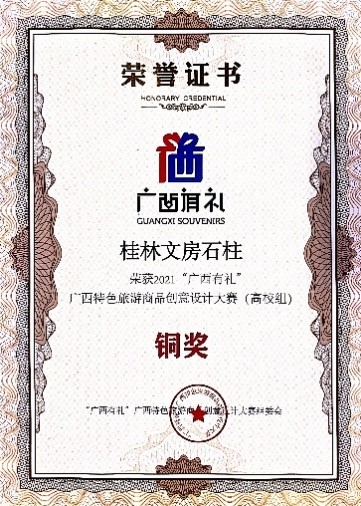 荣誉证书
HONORARY CREDENTIAL
广西有礼
GUANGXI SOUVENIRS
桂林文房石柱
荣获2021“广西有礼”
广西特色旅游商品创意设计大赛（高校组）
铜奖
“广西有礼”广西特色旅游商品创意设计大赛组委会